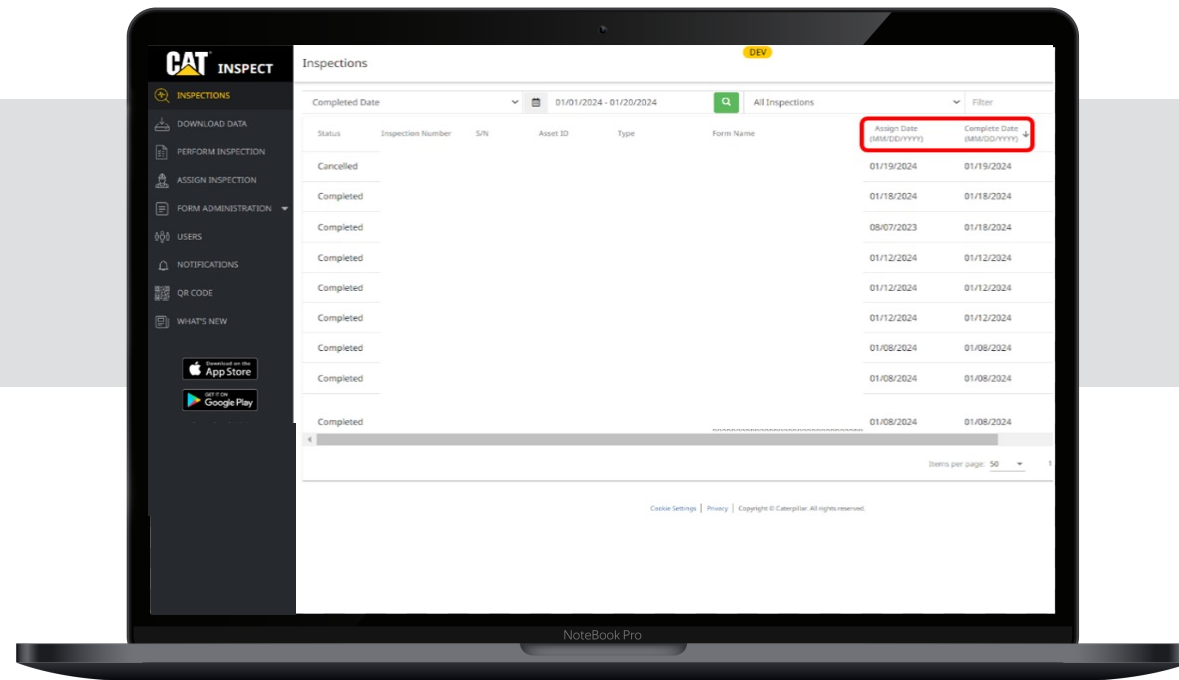 CAT INSPECT
INSPECTIONS
DOWNLOAD DATA
PERFORM INSPECTION
ASSIGN INSPECTION
FORM ADMINISTRATION
USERS
NOTIFICATIONS
QR CODE
WHAT'S NEW
Download on the
App Store
GET IT ON
Google Play
Inspections
DEV
Completed Date 01/01/2024 - 01/20/2024 All Inspections Filter
Status Inspection Number S/N Asset ID Type Form Name Assign Date (MM/DD/YYYY) Complete Date (MM/DD/YYYY)
Cancelled 01/19/2024 01/19/2024
Completed 01/18/2024 01/18/2024
Completed 08/07/2023 01/18/2024
Completed 01/12/2024 01/12/2024
Completed 01/12/2024 01/12/2024
Completed 01/12/2024 01/12/2024
Completed 01/08/2024 01/08/2024
Completed 01/08/2024 01/08/2024
Completed 01/08/2024 01/08/2024
Items per page: 50 1
Cookie Settings | Privacy | Copyright © Caterpillar. All rights reserved.
NoteBook Pro